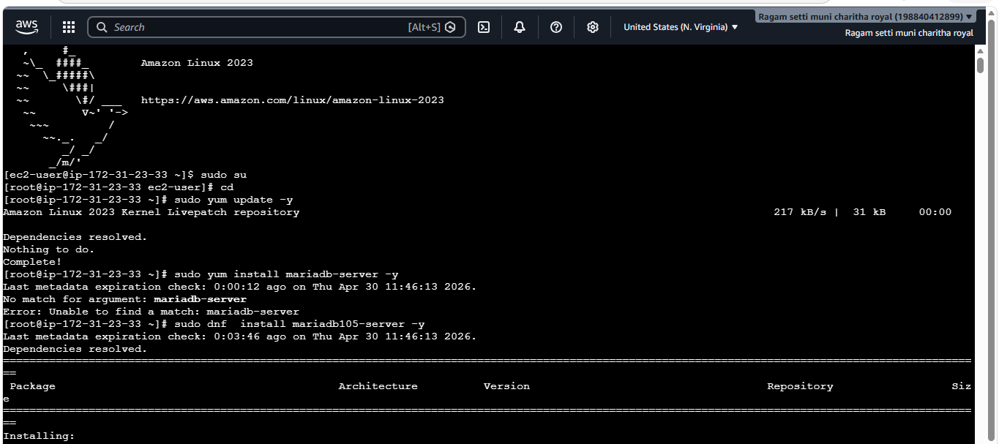 aws
Search [Alt+S]
United States (N. Virginia)
Ragam setti muni charitha royal (198840412899)
Ragam setti muni charitha royal
   ,     #_
   ~\_  ####_        Amazon Linux 2023
  ~~  \_#####\
  ~~     \###|
  ~~       \#/ ___   https://aws.amazon.com/linux/amazon-linux-2023
   ~~       V~' '->
    ~~~         /
      ~~._.   _/
         _/ _/
       _/m/'
[ec2-user@ip-172-31-23-33 ~]$ sudo su
[root@ip-172-31-23-33 ec2-user]# cd
[root@ip-172-31-23-33 ~]# sudo yum update -y
Amazon Linux 2023 Kernel Livepatch repository 217 kB/s | 31 kB 00:00
Dependencies resolved.
Nothing to do.
Complete!
[root@ip-172-31-23-33 ~]# sudo yum install mariadb-server -y
Last metadata expiration check: 0:00:12 ago on Thu Apr 30 11:46:13 2026.
No match for argument: mariadb-server
Error: Unable to find a match: mariadb-server
[root@ip-172-31-23-33 ~]# sudo dnf  install mariadb105-server -y
Last metadata expiration check: 0:03:46 ago on Thu Apr 30 11:46:13 2026.
Dependencies resolved.
================================================================================
==
Package Architecture Version Repository Siz
e
================================================================================
==
Installing: